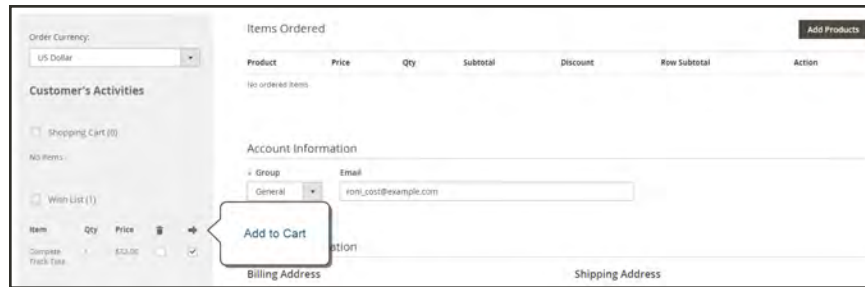 Order Currency:
US Dollar
Customer's Activities
Shopping Cart (0)
No items
Wish List (1)
Item Qty Price
Compete
Track Tote
1 $32.00
Items Ordered
Add Products
Product Price Qty Subtotal Discount Row Subtotal Action
No ordered items
Account Information
Group Email
General roni_cost@example.com
Add to Cart
ation
Billing Address Shipping Address